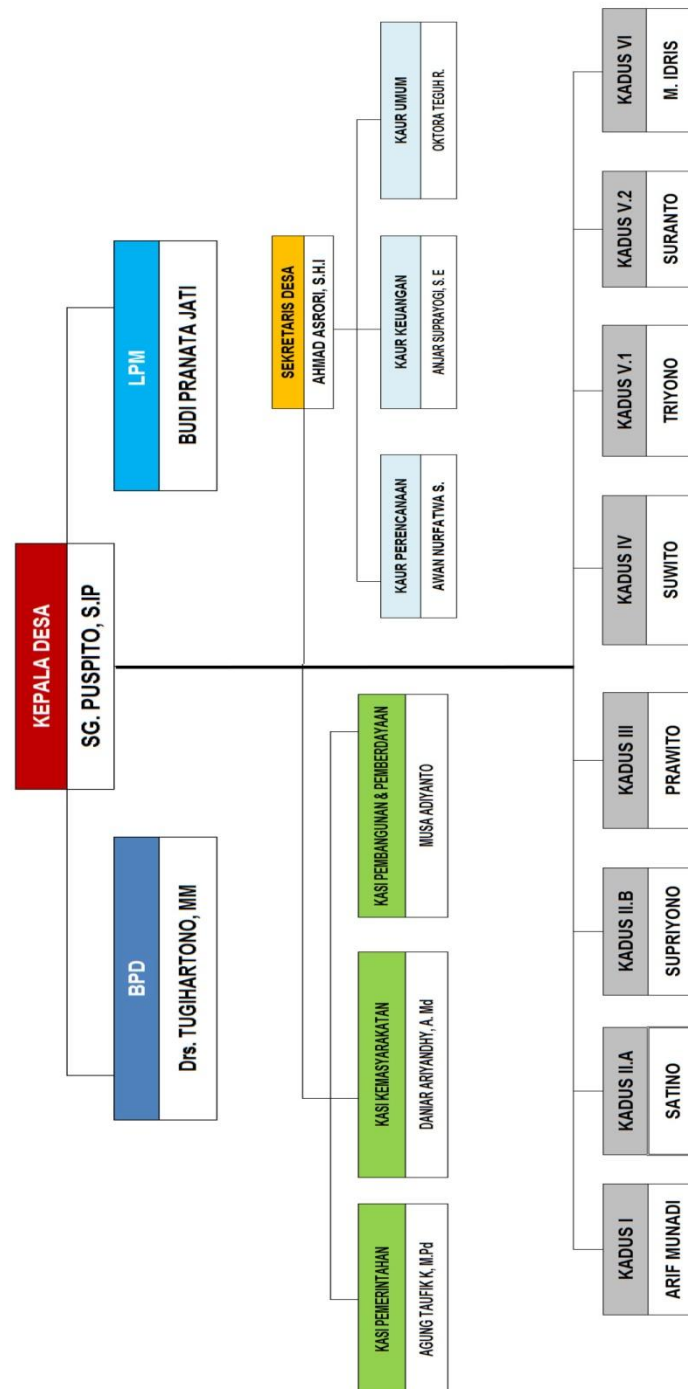 KEPALA DESA
SG. PUSPITO, S.IP
BPD
Drs. TUGIHARTONO, MM
LPM
BUDI PRANATA JATI
SEKRETARIS DESA
AHMAD ASRORI, S.H.I
KASI PEMERINTAHAN
AGUNG TAUFIK K, M.Pd
KASI KEMASYARAKATAN
DANIAR ARIYANDHY, A. Md
KASI PEMBANGUNAN & PEMBERDAYAAN
MUSA ADIYANTO
KAUR PERENCANAAN
AWAN NURFATWA S.
KAUR KEUANGAN
ANJAR SUPRAYOGI, S. E
KAUR UMUM
OKTORA TEGUH R.
KADUS I
ARIF MUNADI
KADUS II.A
SATINO
KADUS II.B
SUPRIYONO
KADUS III
PRAWITO
KADUS IV
SUWITO
KADUS V.1
TRIYONO
KADUS V.2
SURANTO
KADUS VI
M. IDRIS